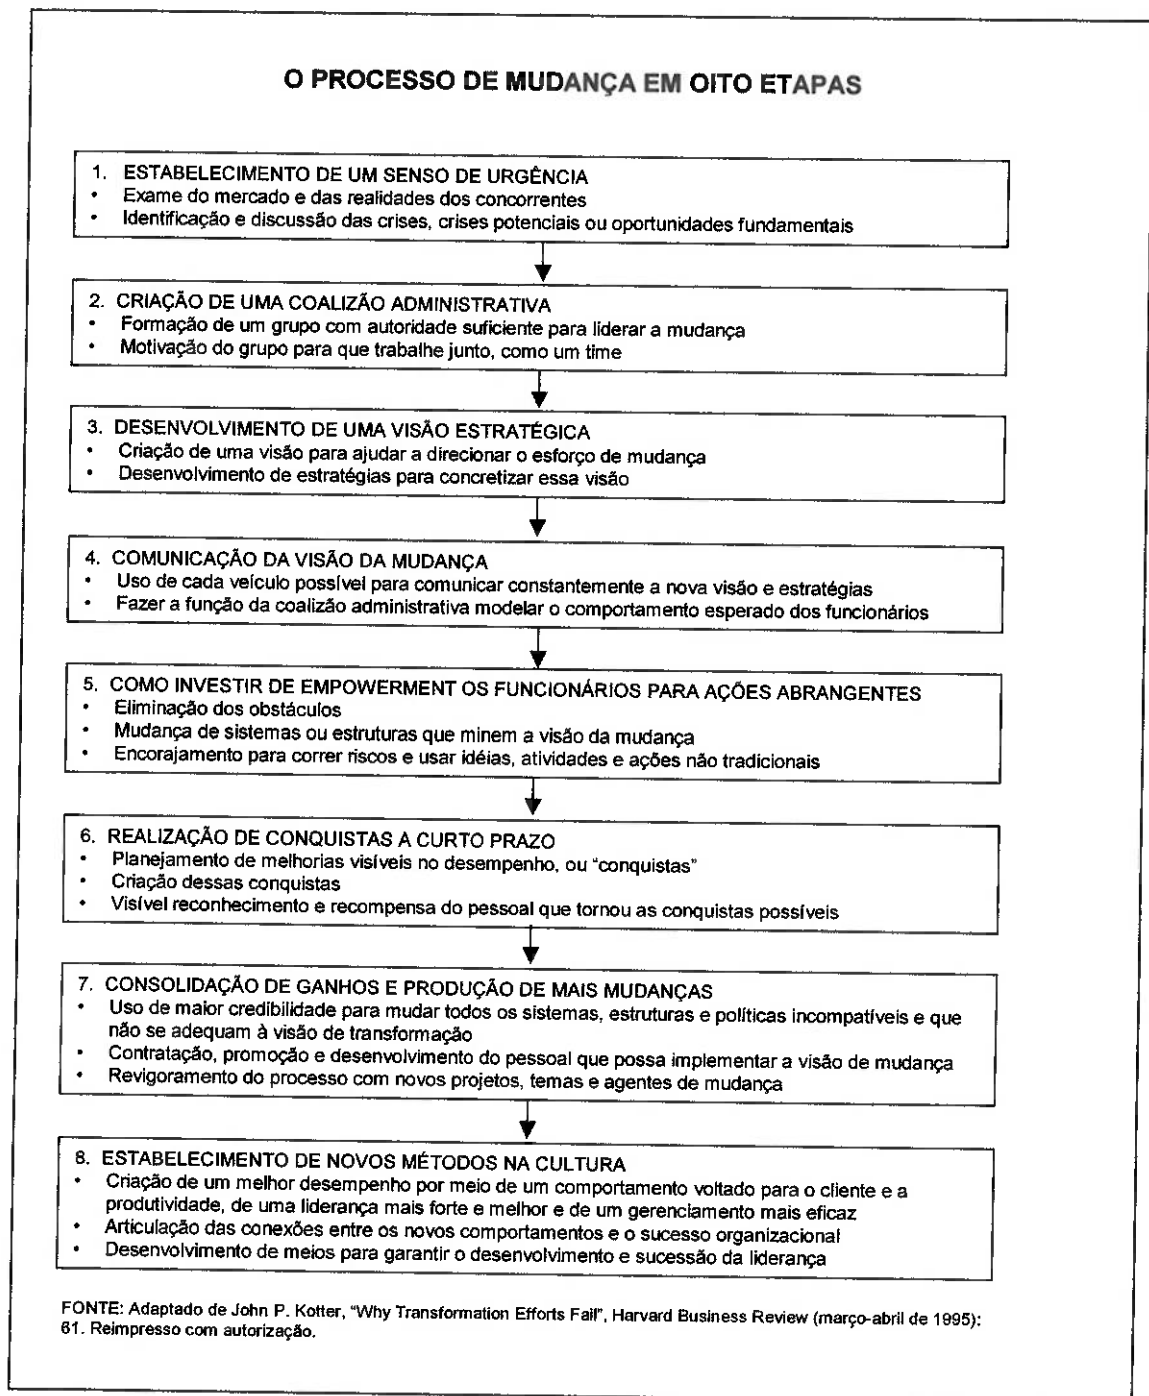 O PROCESSO DE MUDANÇA EM OITO ETAPAS
1. ESTABELECIMENTO DE UM SENSO DE URGÊNCIA
• Exame do mercado e das realidades dos concorrentes
• Identificação e discussão das crises, crises potenciais ou oportunidades fundamentais
2. CRIAÇÃO DE UMA COALIZÃO ADMINISTRATIVA
• Formação de um grupo com autoridade suficiente para liderar a mudança
• Motivação do grupo para que trabalhe junto, como um time
3. DESENVOLVIMENTO DE UMA VISÃO ESTRATÉGICA
• Criação de uma visão para ajudar a direcionar o esforço de mudança
• Desenvolvimento de estratégias para concretizar essa visão
4. COMUNICAÇÃO DA VISÃO DA MUDANÇA
• Uso de cada veículo possível para comunicar constantemente a nova visão e estratégias
• Fazer a função da coalizão administrativa modelar o comportamento esperado dos funcionários
5. COMO INVESTIR DE EMPOWERMENT OS FUNCIONÁRIOS PARA AÇÕES ABRANGENTES
• Eliminação dos obstáculos
• Mudança de sistemas ou estruturas que minem a visão da mudança
• Encorajamento para correr riscos e usar idéias, atividades e ações não tradicionais
6. REALIZAÇÃO DE CONQUISTAS A CURTO PRAZO
• Planejamento de melhorias visíveis no desempenho, ou "conquistas"
• Criação dessas conquistas
• Visível reconhecimento e recompensa do pessoal que tornou as conquistas possíveis
7. CONSOLIDAÇÃO DE GANHOS E PRODUÇÃO DE MAIS MUDANÇAS
• Uso de maior credibilidade para mudar todos os sistemas, estruturas e políticas incompatíveis e que
não se adequam à visão de transformação
• Contratação, promoção e desenvolvimento do pessoal que possa implementar a visão de mudança
• Revigoramento do processo com novos projetos, temas e agentes de mudança
8. ESTABELECIMENTO DE NOVOS MÉTODOS NA CULTURA
• Criação de um melhor desempenho por meio de um comportamento voltado para o cliente e a
produtividade, de uma liderança mais forte e melhor e de um gerenciamento mais eficaz
• Articulação das conexões entre os novos comportamentos e o sucesso organizacional
• Desenvolvimento de meios para garantir o desenvolvimento e sucessão da liderança
FONTE: Adaptado de John P. Kotter, "Why Transformation Efforts Fail", Harvard Business Review (março-abril de 1995):
61. Reimpresso com autorização.